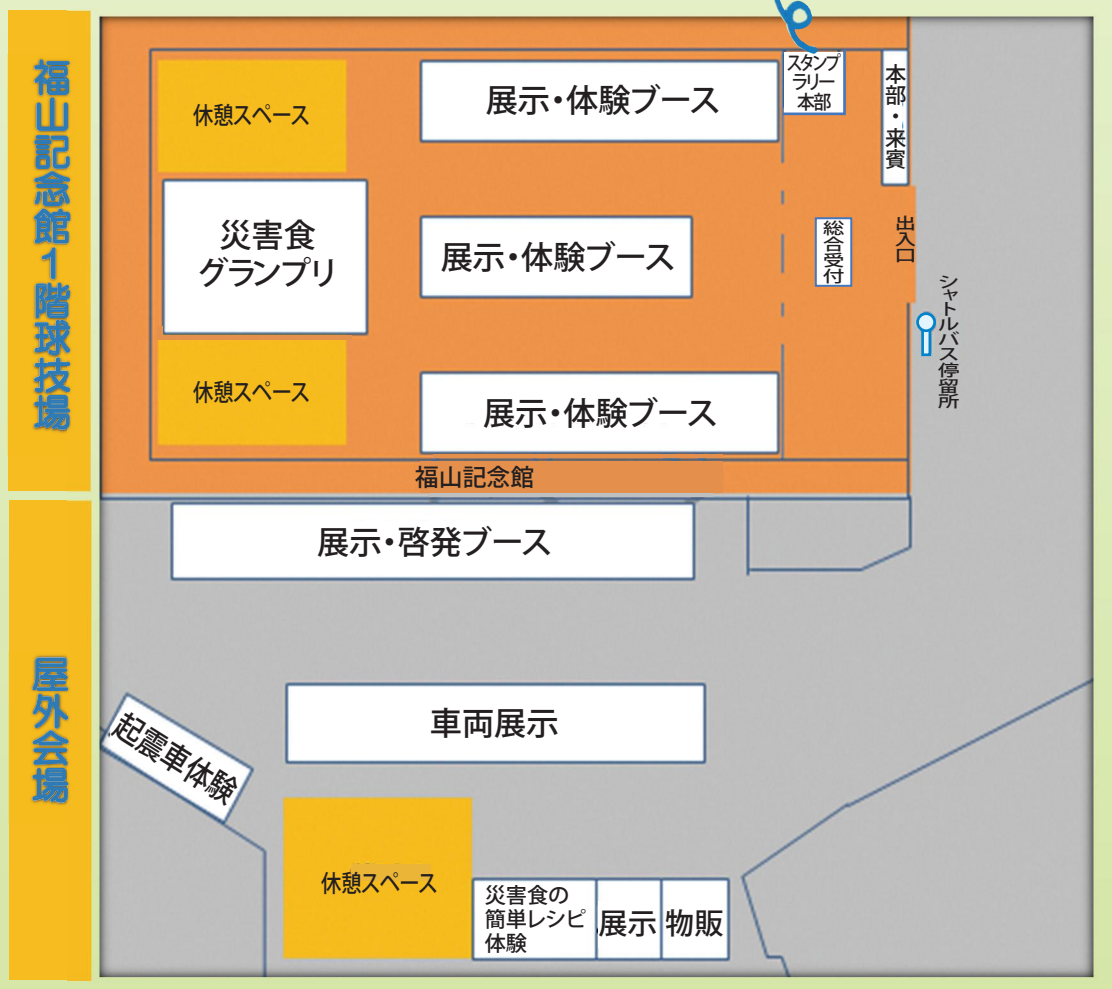 福山記念館1階球技場
休憩スペース
展示・体験ブース
スタンプ
ラリー
本部
本部・来賓
災害食
グランプリ
展示・体験ブース
総合受付
出入口
シャトルバス停留所
休憩スペース
展示・体験ブース
福山記念館
屋外会場
展示・啓発ブース
車両展示
起震車体験
休憩スペース
災害食の
簡単レシピ
体験
展示
物販